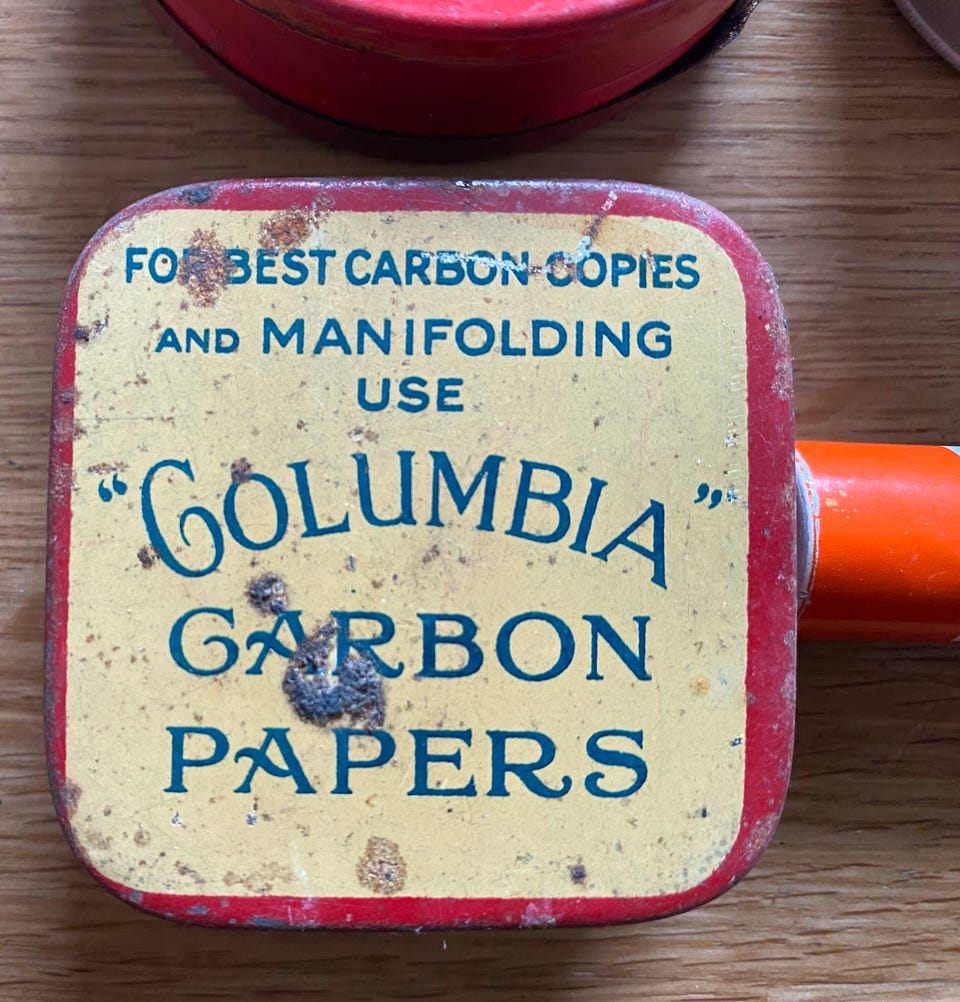 FOR BEST CARBON COPIES
AND MANIFOLDING
USE
“COLUMBIA”
CARBON
PAPERS